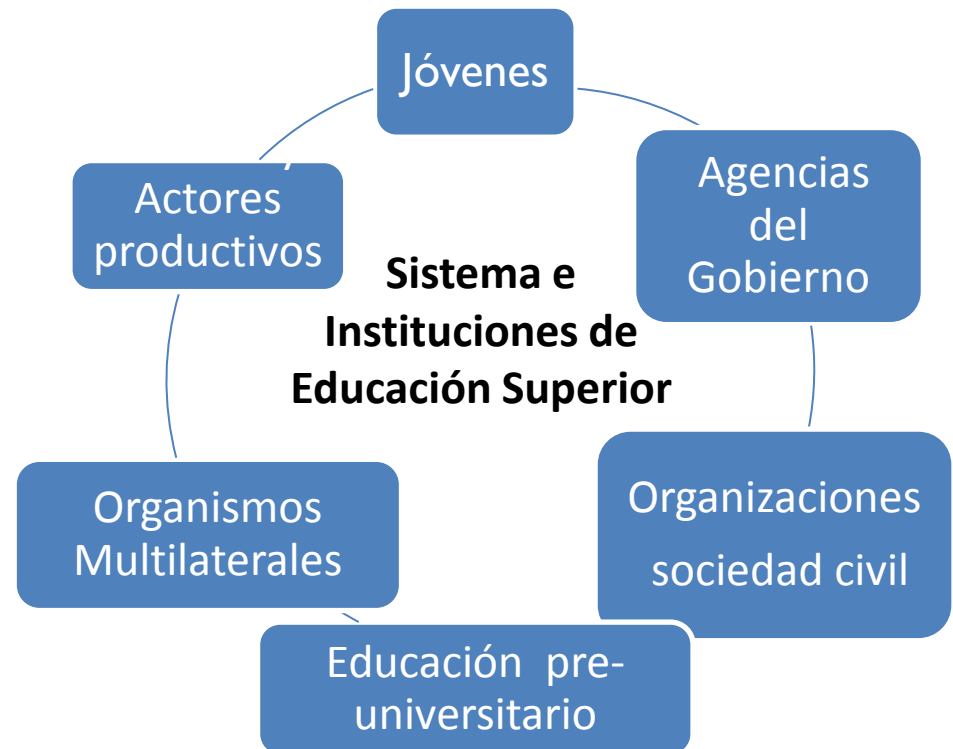 Jóvenes
Agencias
del
Gobierno
Actores
productivos
Sistema e
Instituciones de
Educación Superior
Organizaciones
sociedad civil
Organismos
Multilaterales
Educación pre-
universitario